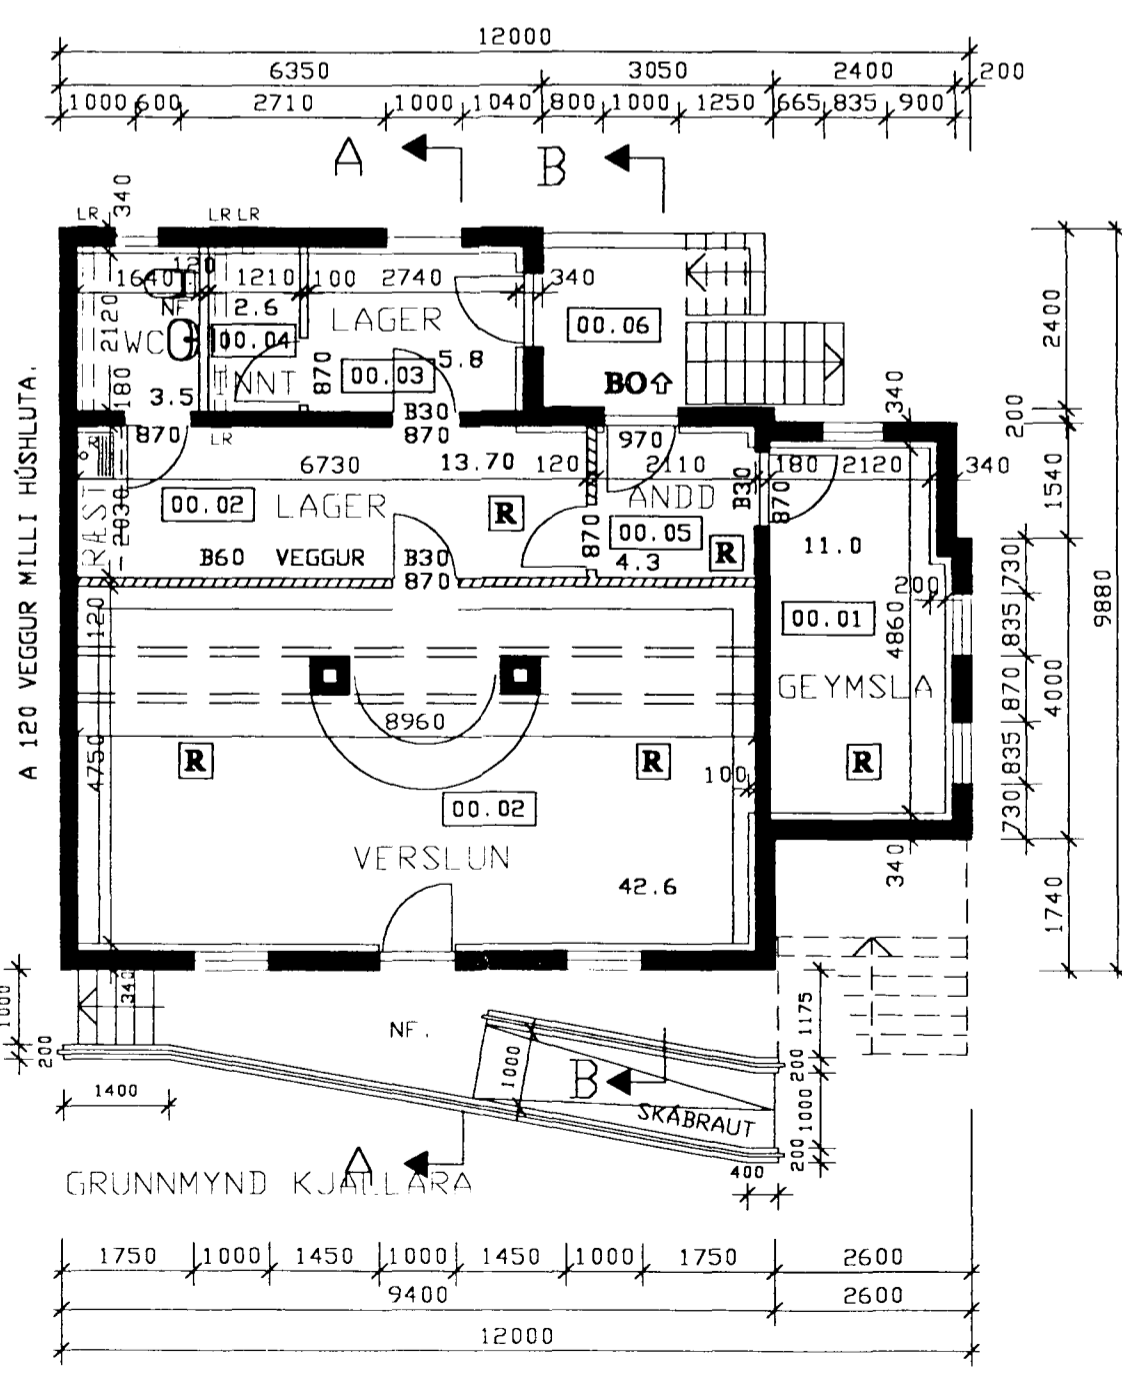 12000
6350 3050 2400 200
1000 600 2710 1000 1040 800 1000 1250 665 835 900
A B
LR 340 LR LR
120
1640 1210 100 2740 340
NF 2.6
LAGER 00.06
2120 WC 00.04
5.8
INNT 870 00.03 BO
180 3.5 B30
870 LR 870 970
340
2400
200
R
6730 13.70 120 2110 180 2120 340
00.02 LAGER R ANDD B30 870
RÆST 2030 870 00.05
B60 VEGGUR B30 4.3 R
870
11.0
1540
200
120 00.01 4860
730
835
870
835
730
4000
9880
GEYMSLA
8960
4750 R R 100 R
00.02
VERSLUN
42.6
340
1740
A 120 VEGGUR MILLI HÚSHLUTA.
1000 340
200
NF.
1175
200
1000
200
1400
1000 B
SKÁBRAUT
400
A
GRUNNMYND KJALLARA
1750 1000 1450 1000 1450 1000 1750 2600
9400 2600
12000